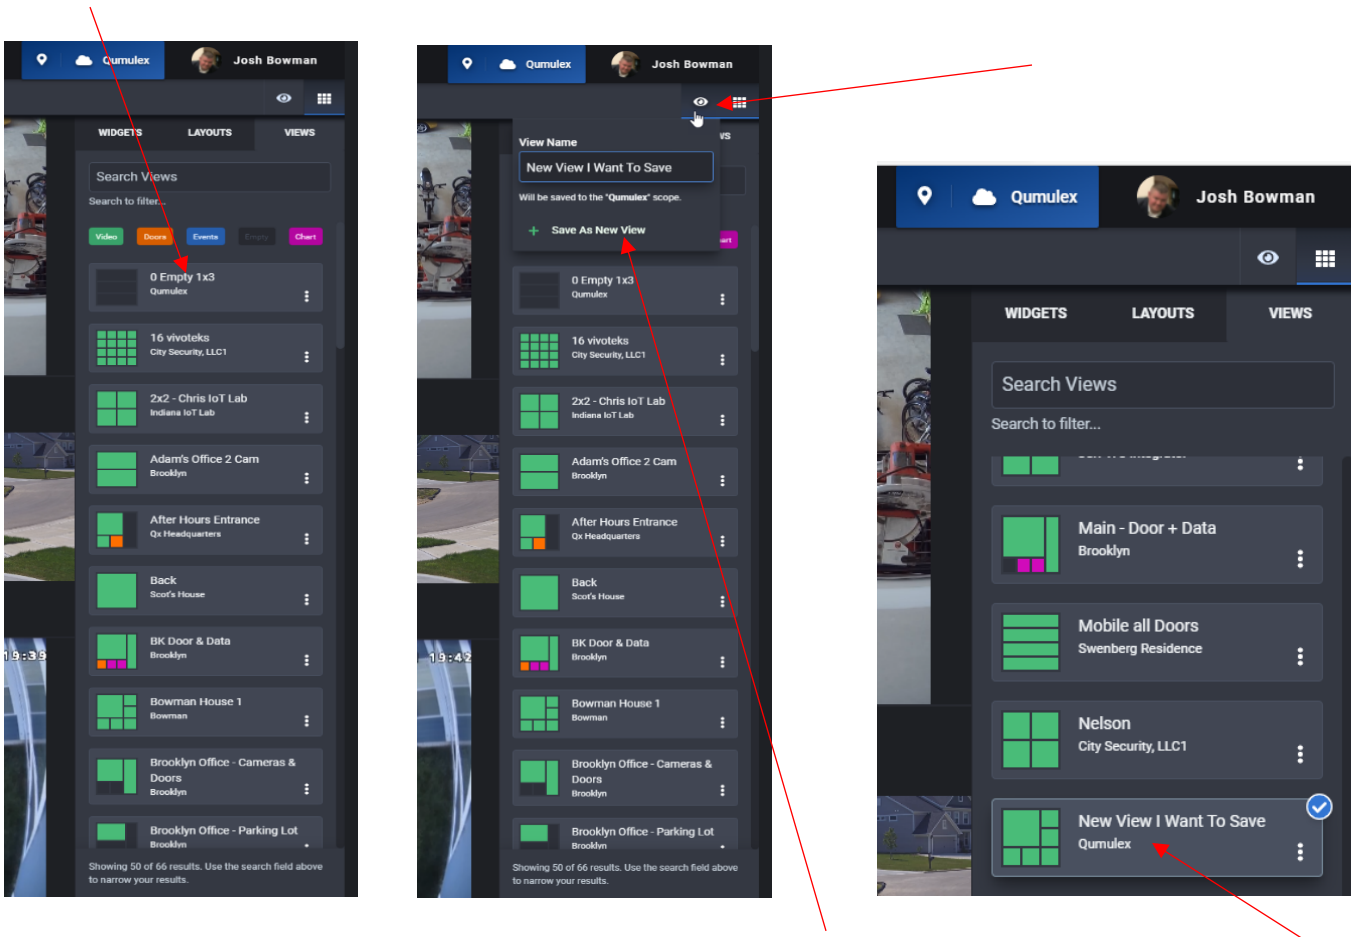 Qumulex
Josh Bowman
WIDGETS
LAYOUTS
VIEWS
Search Views
Search to filter...
Video
Doors
Events
Empty
Chart
0 Empty 1x3
Qumulex
16 vivoteks
City Security, LLC1
2x2 - Chris IoT Lab
Indiana IoT Lab
Adam's Office 2 Cam
Brooklyn
After Hours Entrance
Qx Headquarters
Back
Scot's House
BK Door & Data
Brooklyn
Bowman House 1
Bowman
Brooklyn Office - Cameras &
Doors
Brooklyn
Brooklyn Office - Parking Lot
Brooklyn
Showing 50 of 66 results. Use the search field above
to narrow your results.
19:39
Qumulex
Josh Bowman
View Name
New View I Want To Save
Will be saved to the "Qumulex" scope.
+ Save As New View
0 Empty 1x3
Qumulex
16 vivoteks
City Security, LLC1
2x2 - Chris IoT Lab
Indiana IoT Lab
Adam's Office 2 Cam
Brooklyn
After Hours Entrance
Qx Headquarters
Back
Scot's House
BK Door & Data
Brooklyn
Bowman House 1
Bowman
Brooklyn Office - Cameras &
Doors
Brooklyn
Brooklyn Office - Parking Lot
Brooklyn
Showing 50 of 66 results. Use the search field above
to narrow your results.
19:42
Qumulex
Josh Bowman
WIDGETS
LAYOUTS
VIEWS
Search Views
Search to filter...
Main - Door + Data
Brooklyn
Mobile all Doors
Swenberg Residence
Nelson
City Security, LLC1
New View I Want To Save
Qumulex